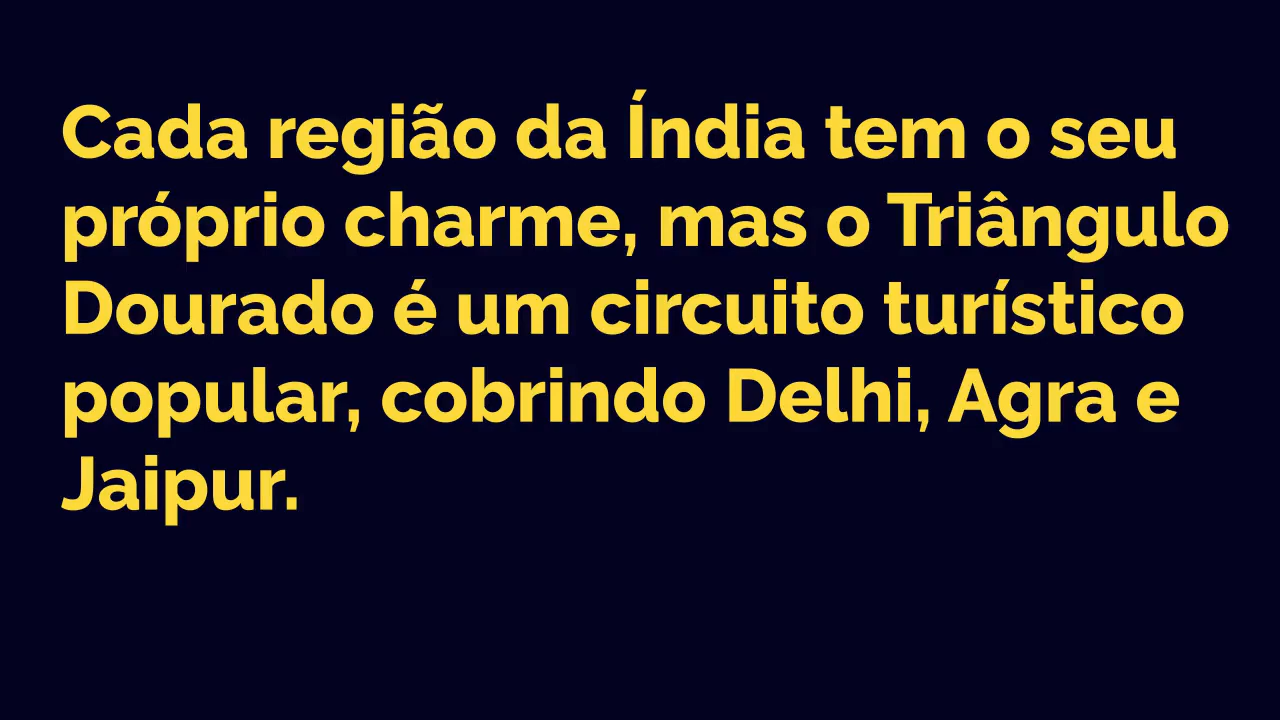 Cada região da Índia tem o seu
próprio charme, mas o Triângulo
Dourado é um circuito turístico
popular, cobrindo Delhi, Agra e
Jaipur.